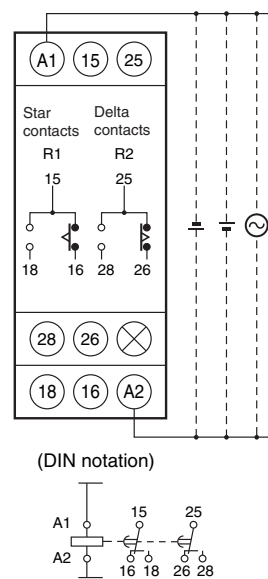 A1 15 25
Star contacts
Delta contacts
R1 R2
15 25
18 16 28 26
28 26
18 16 A2
(DIN notation)
A1 15 25
A2
16 18 26 28